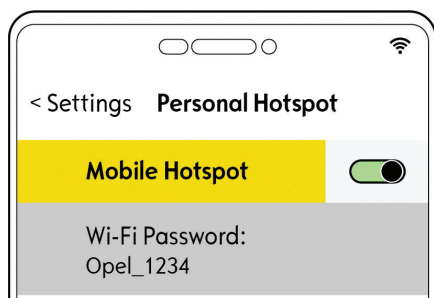 < Settings Personal Hotspot
Mobile Hotspot
Wi-Fi Password:
Opel_1234